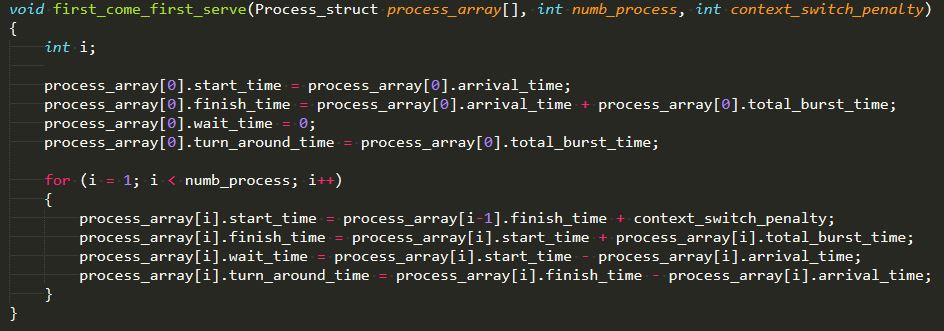 void first_come_first_serve(Process_struct process_array[], int numb_process, int context_switch_penalty)
{
    int i;

    process_array[0].start_time = process_array[0].arrival_time;
    process_array[0].finish_time = process_array[0].arrival_time + process_array[0].total_burst_time;
    process_array[0].wait_time = 0;
    process_array[0].turn_around_time = process_array[0].total_burst_time;

    for (i = 1; i < numb_process; i++)
    {
        process_array[i].start_time = process_array[i-1].finish_time + context_switch_penalty;
        process_array[i].finish_time = process_array[i].start_time + process_array[i].total_burst_time;
        process_array[i].wait_time = process_array[i].start_time - process_array[i].arrival_time;
        process_array[i].turn_around_time = process_array[i].finish_time - process_array[i].arrival_time;
    }
}